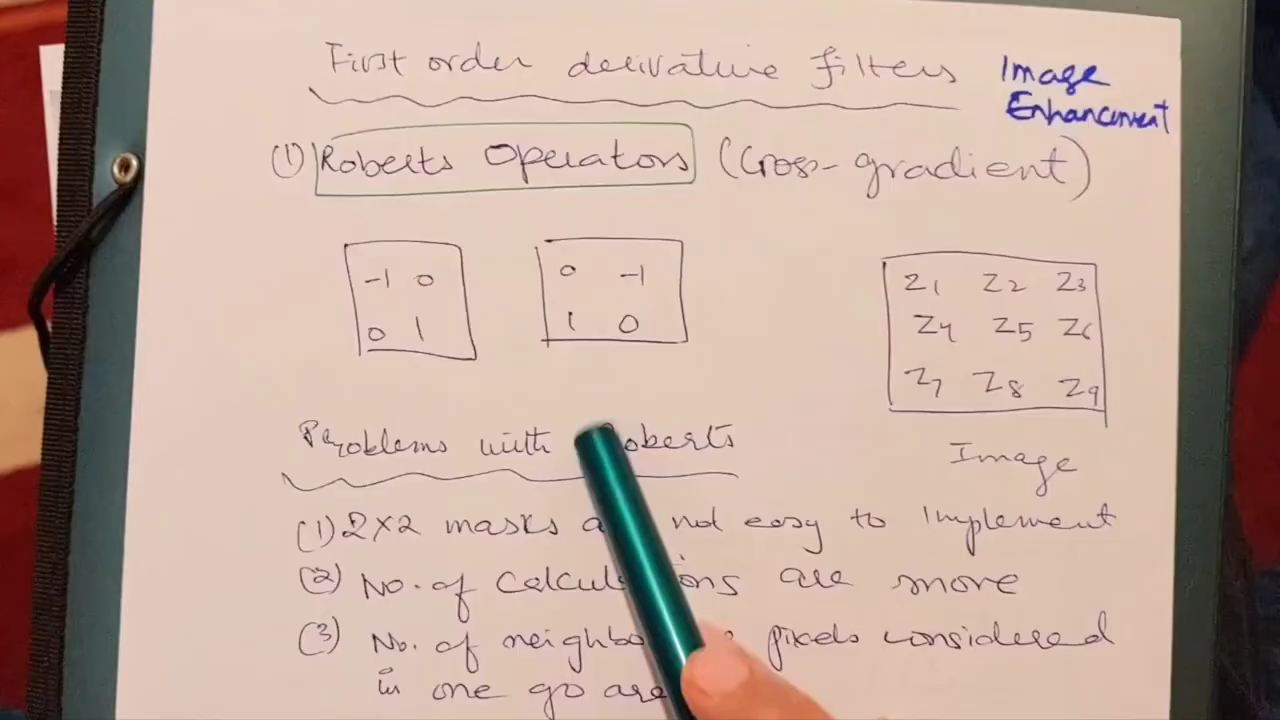 First order derivative filters
Image
Enhancement
(1) Roberts Operators (Cross-gradient)
-1 0
0 1
0 -1
1 0
Z1 Z2 Z3
Z4 Z5 Z6
Z7 Z8 Z9
Image
Problems with Roberts
(1) 2x2 masks not easy to implement
(2) No. of are more
(3) No. of pixels considered
in one go are